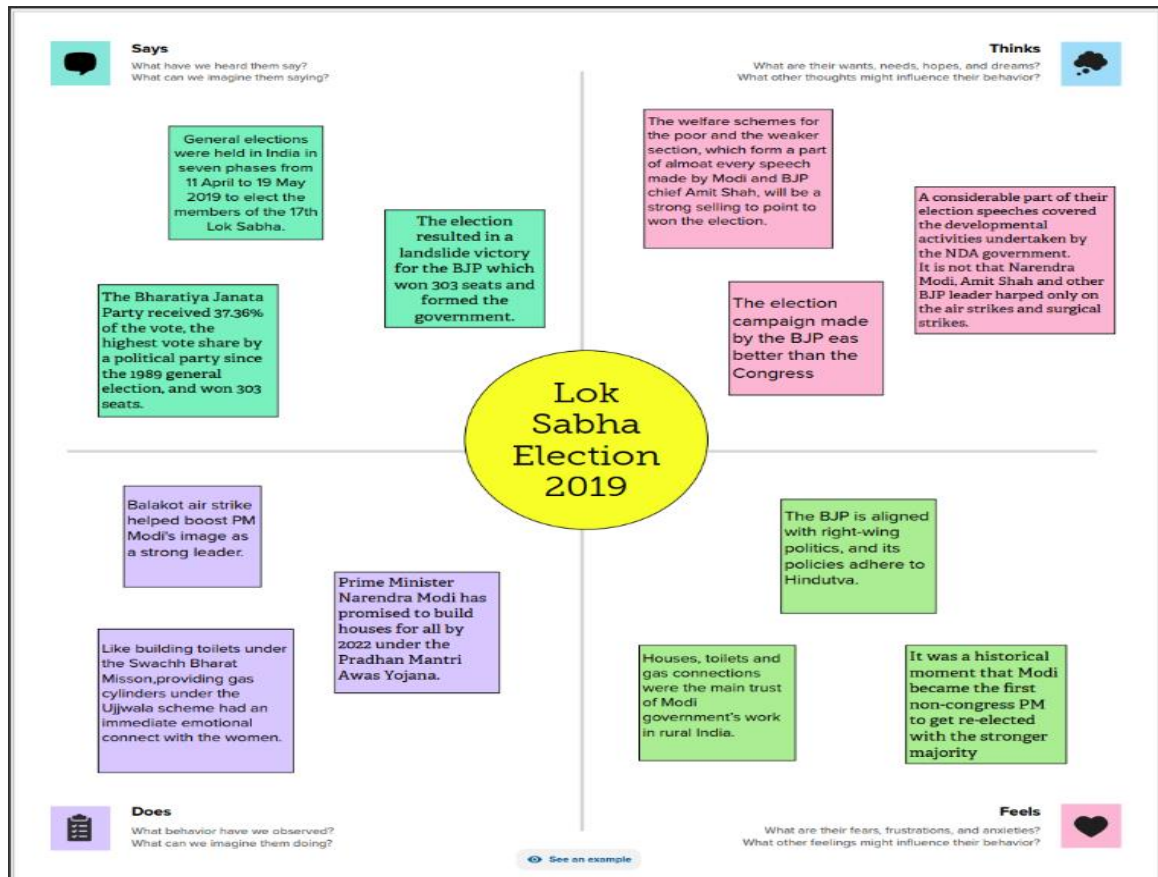 Says
What have we heard them say?
What can we imagine them saying?
General elections
were held in India in
seven phases from
11 April to 19 May
2019 to elect the
members of the 17th
Lok Sabha.
The election
resulted in a
landslide victory
for the BJP which
won 303 seats and
formed the
government.
The Bharatiya Janata
Party received 37.36%
of the vote, the
highest vote share by
a political party since
the 1989 general
election, and won 303
seats.
Thinks
What are their wants, needs, hopes, and dreams?
What other thoughts might influence their behavior?
The welfare schemes for
the poor and the weaker
section, which form a part
of almoat every speech
made by Modi and BJP
chief Amit Shah, will be a
strong selling to point to
won the election.
A considerable part of their
election speeches covered
the developmental
activities undertaken by
the NDA government.
It is not that Narendra
Modi, Amit Shah and other
BJP leader harped only on
the air strikes and surgical
strikes.
The election
campaign made
by the BJP eas
better than the
Congress
Lok
Sabha
Election
2019
Balakot air strike
helped boost PM
Modi's image as
a strong leader.
Prime Minister
Narendra Modi has
promised to build
houses for all by
2022 under the
Pradhan Mantri
Awas Yojana.
Like building toilets under
the Swachh Bharat
Misson,providing gas
cylinders under the
Ujjwala scheme had an
immediate emotional
connect with the women.
Does
What behavior have we observed?
What can we imagine them doing?
The BJP is aligned
with right-wing
politics, and its
policies adhere to
Hindutva.
Houses, toilets and
gas connections
were the main trust
of Modi
government's work
in rural India.
It was a historical
moment that Modi
became the first
non-congress PM
to get re-elected
with the stronger
majority
Feels
What are their fears, frustrations, and anxieties?
What other feelings might influence their behavior?
See an example